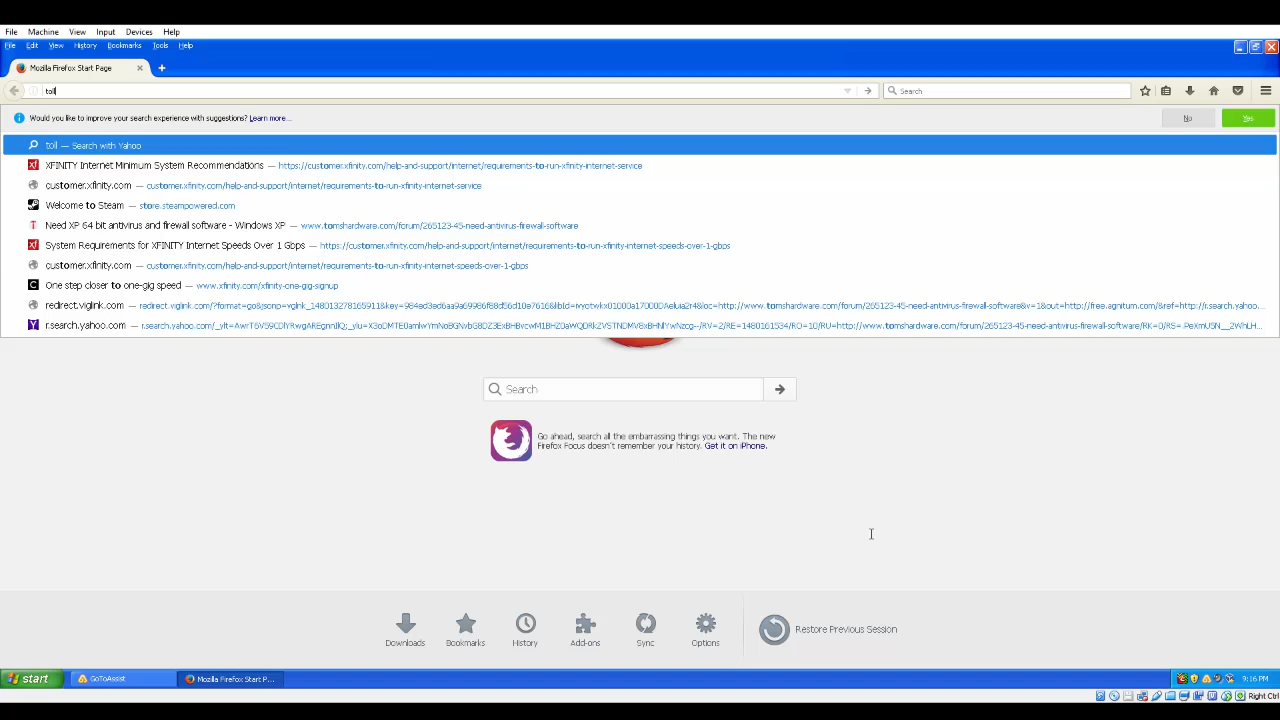 File Machine View Input Devices Help
File Edit View History Bookmarks Tools Help
Mozilla Firefox Start Page
toll
Search
Would you like to improve your search experience with suggestions? Learn more...
No
Yes
toll — Search with Yahoo
XFINITY Internet Minimum System Recommendations — https://customer.xfinity.com/help-and-support/internet/requirements-to-run-xfinity-internet-service
customer.xfinity.com — customer.xfinity.com/help-and-support/internet/requirements-to-run-xfinity-internet-service
Welcome to Steam — store.steampowered.com
Need XP 64 bit antivirus and firewall software - Windows XP — www.tomshardware.com/forum/265123-45-need-antivirus-firewall-software
System Requirements for XFINITY Internet Speeds Over 1 Gbps — https://customer.xfinity.com/help-and-support/internet/requirements-to-run-xfinity-internet-speeds-over-1-gbps
customer.xfinity.com — customer.xfinity.com/help-and-support/internet/requirements-to-run-xfinity-internet-speeds-over-1-gbps
One step closer to one-gig speed — www.xfinity.com/xfinity-one-gig-signup
redirect.viglink.com —
r.search.yahoo.com —
Search
Go ahead, search all the embarrassing things you want. The new
Firefox Focus doesn't remember your history. Get it on iPhone.
Downloads
Bookmarks
History
Add-ons
Sync
Options
Restore Previous Session
start
GoToAssist
Mozilla Firefox Start P...
9:16 PM
Right Ctrl